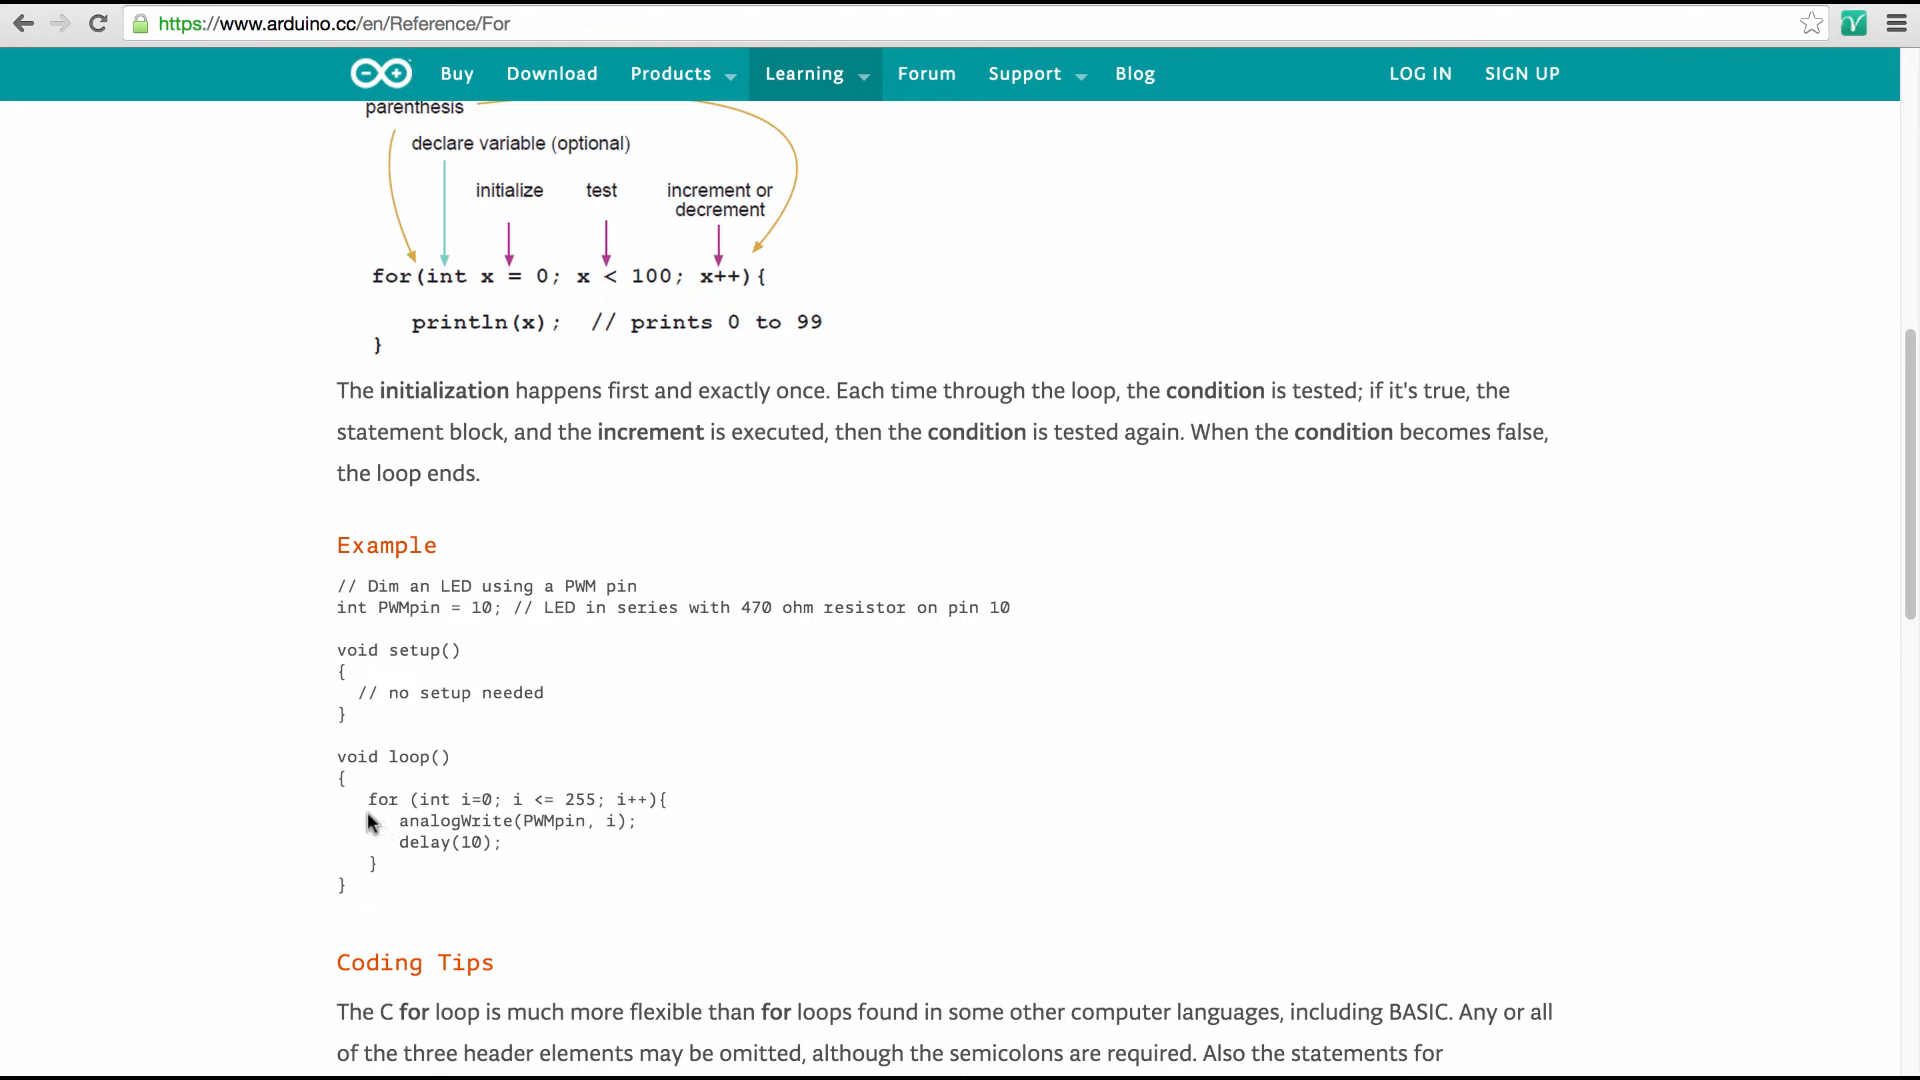 https://www.arduino.cc/en/Reference/For
Buy Download Products Learning Forum Support Blog LOG IN SIGN UP
parenthesis
declare variable (optional)
initialize test increment or
decrement
for(int x = 0; x < 100; x++){
println(x); // prints 0 to 99
}
The initialization happens first and exactly once. Each time through the loop, the condition is tested; if it's true, the
statement block, and the increment is executed, then the condition is tested again. When the condition becomes false,
the loop ends.
Example
// Dim an LED using a PWM pin
int PWMpin = 10; // LED in series with 470 ohm resistor on pin 10
void setup()
{
// no setup needed
}
void loop()
{
for (int i=0; i <= 255; i++){
analogWrite(PWMpin, i);
delay(10);
}
}
Coding Tips
The C for loop is much more flexible than for loops found in some other computer languages, including BASIC. Any or all
of the three header elements may be omitted, although the semicolons are required. Also the statements for